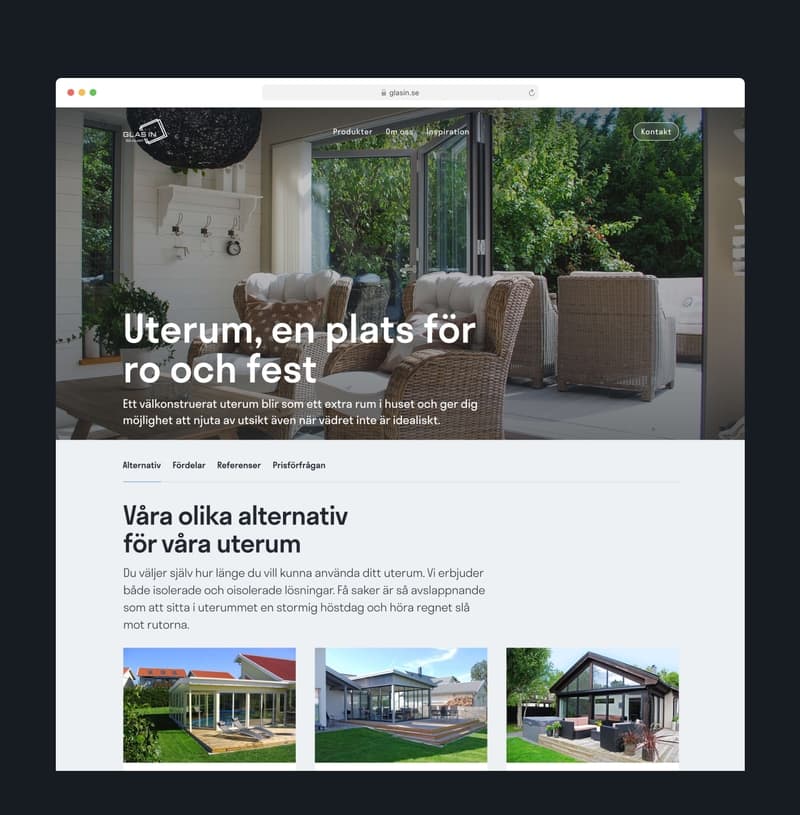 glasin.se
GLAS IN
Produkter Om oss Inspiration Kontakt
Uterum, en plats för
ro och fest
Ett välkonstruerat uterum blir som ett extra rum i huset och ger dig
möjlighet att njuta av utsikt även när vädret inte är idealiskt.
Alternativ Fördelar Referenser Prisförfrågan
Våra olika alternativ
för våra uterum
Du väljer själv hur länge du vill kunna använda ditt uterum. Vi erbjuder
både isolerade och oisolerade lösningar. Få saker är så avslappnande
som att sitta i uterummet en stormig höstdag och höra regnet slå
mot rutorna.